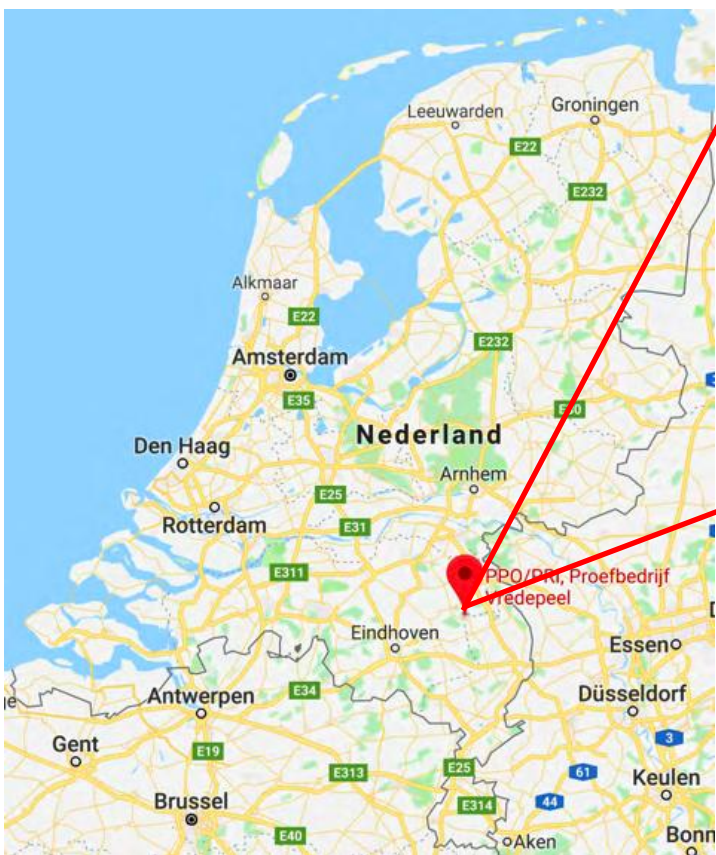 Groningen
Leeuwarden
E22
E232
Alkmaar
E22
E232
Amsterdam
E35
Nederland
Den Haag
Arnhem
E25
Rotterdam
E31
E311
PPO/PRI, Proefbedrijf
Vredepeel
Eindhoven
Essen
E34
Düsseldorf
Antwerpen
3
Gent
E19
E313
E25
61
Keulen
Brussel
E314
44
E40
Aken
Bonn